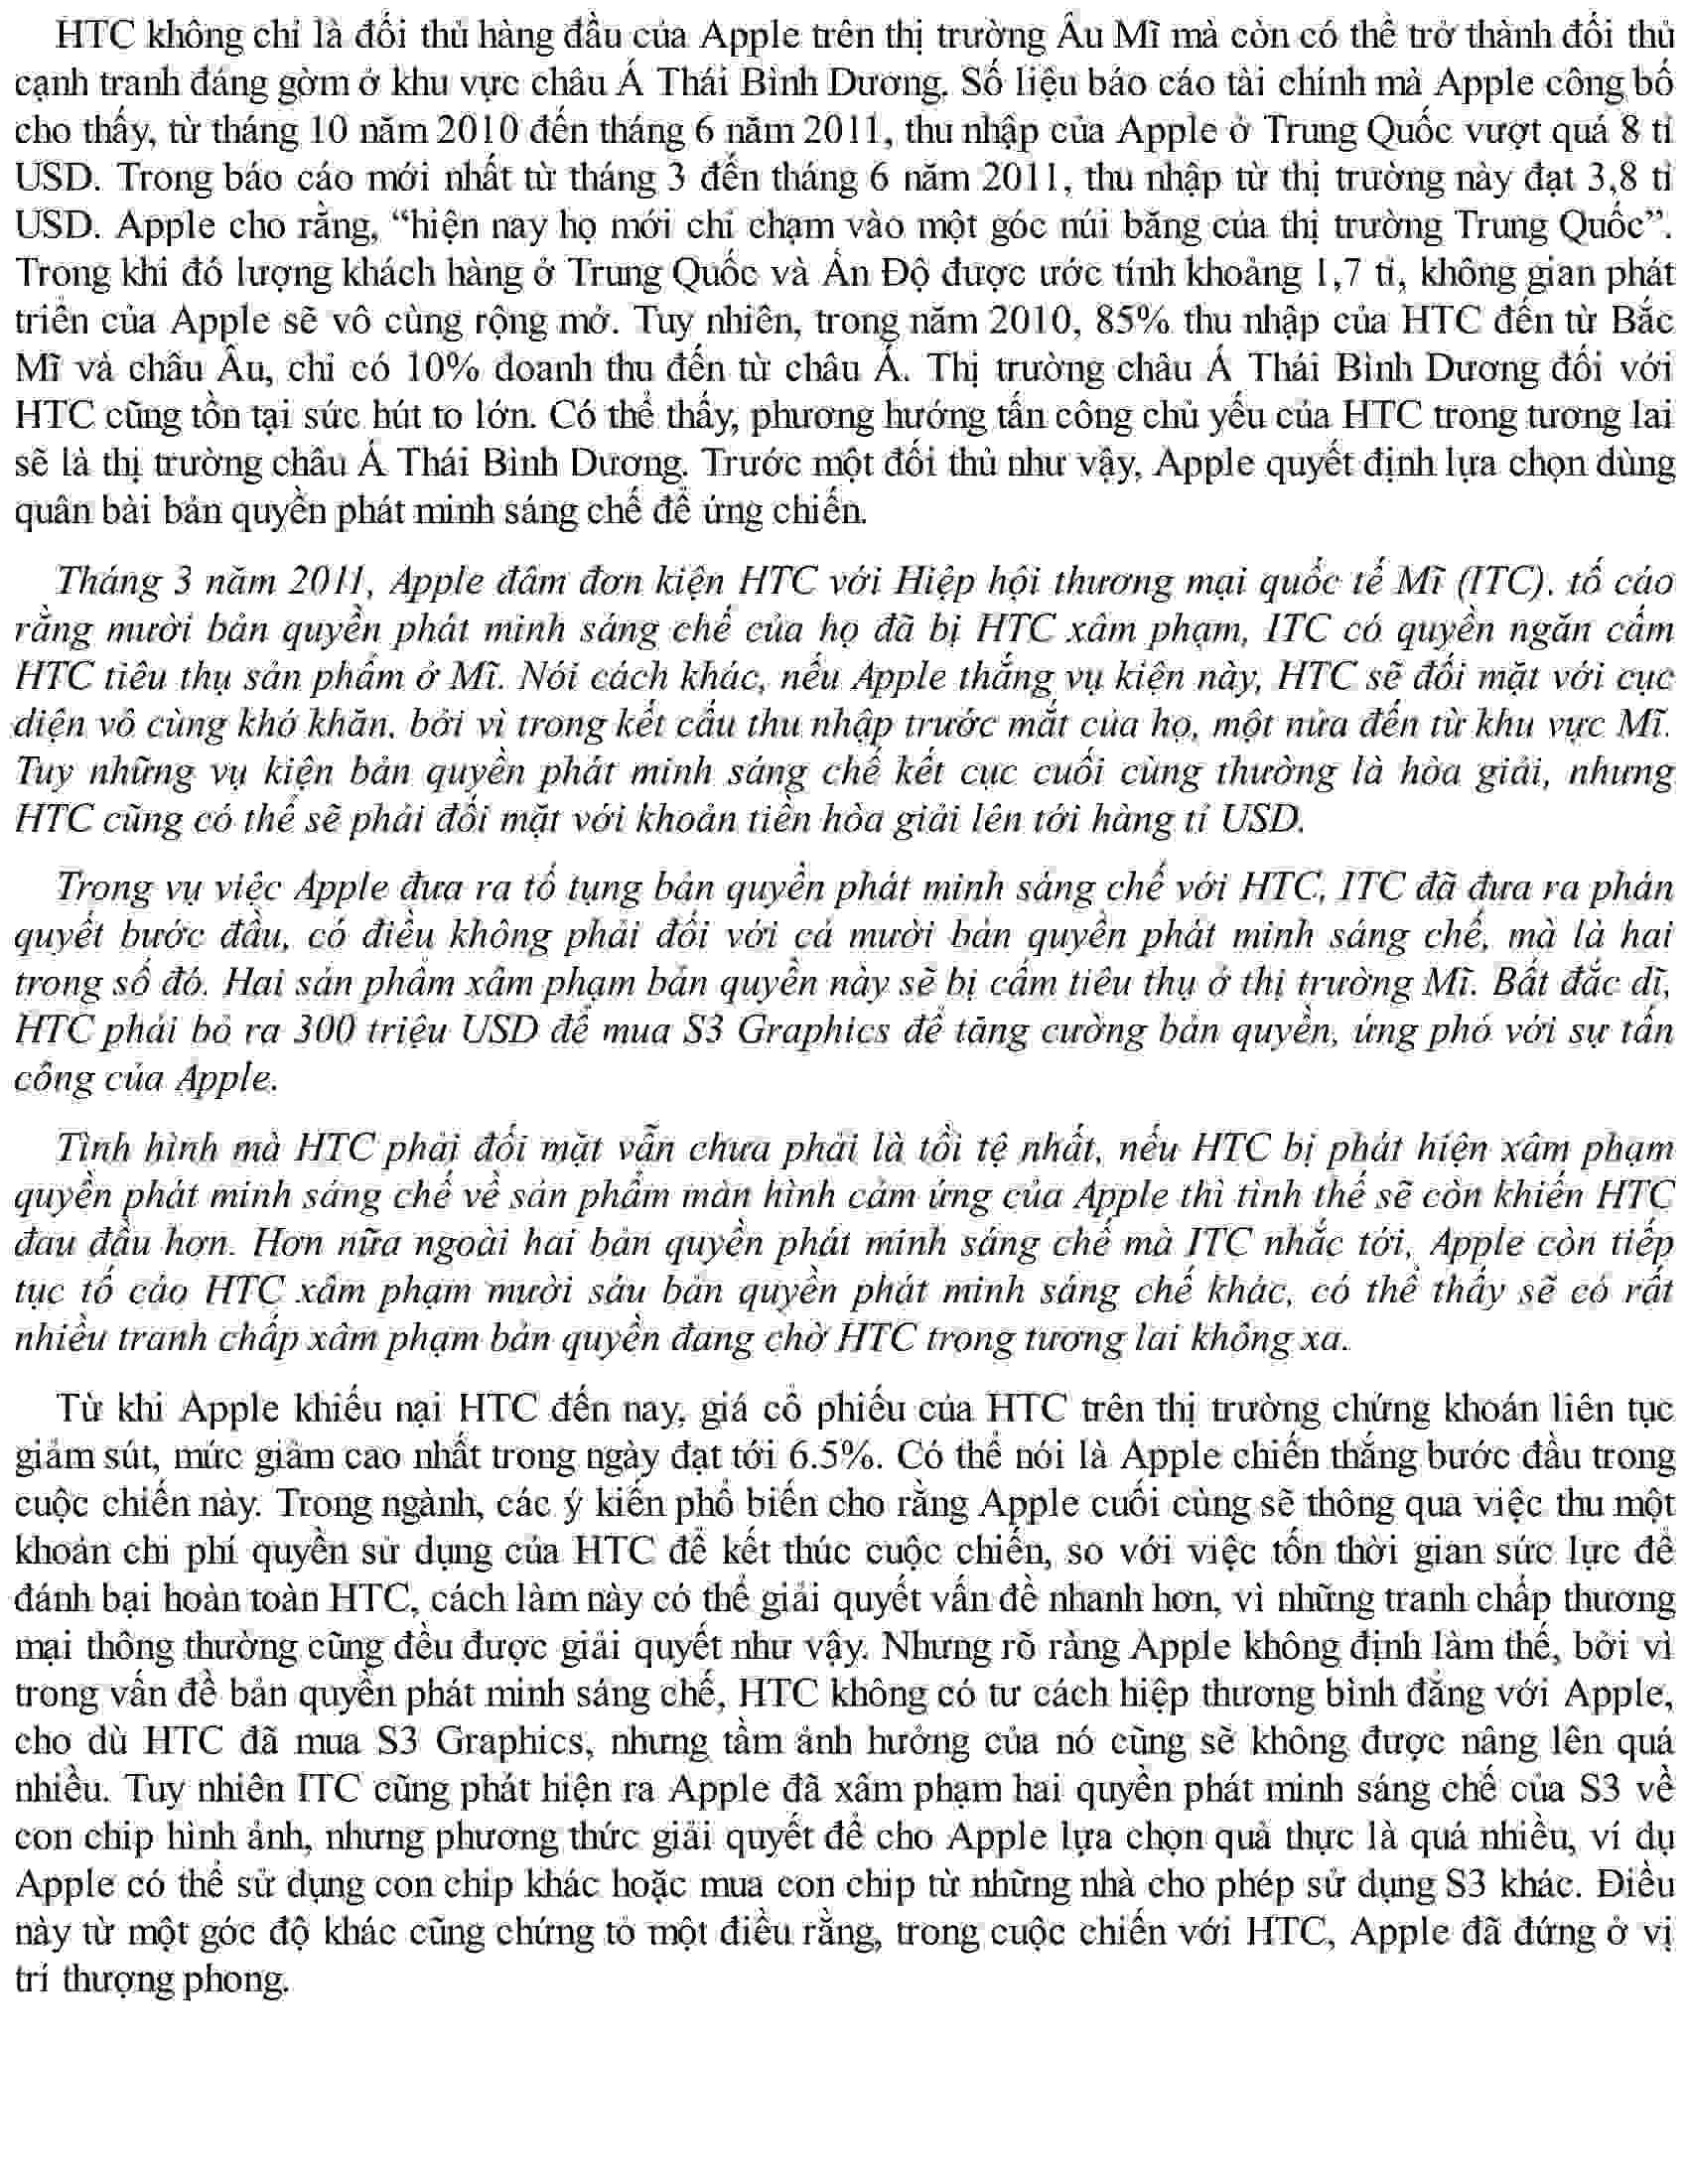 HTC không chỉ là đối thủ hàng đầu của Apple trên thị trường Âu Mĩ mà còn có thể trở thành đối thủ
cạnh tranh đáng gờm ở khu vực châu Á Thái Bình Dương. Số liệu báo cáo tài chính mà Apple công bố
cho thấy, từ tháng 10 năm 2010 đến tháng 6 năm 2011, thu nhập của Apple ở Trung Quốc vượt quá 8 tỉ
USD. Trong báo cáo mới nhất từ tháng 3 đến tháng 6 năm 2011, thu nhập từ thị trường này đạt 3,8 tỉ
USD. Apple cho rằng, “hiện nay họ mới chỉ chạm vào một góc núi băng của thị trường Trung Quốc”.
Trong khi đó lượng khách hàng ở Trung Quốc và Ấn Độ được ước tính khoảng 1,7 tỉ, không gian phát
triển của Apple sẽ vô cùng rộng mở. Tuy nhiên, trong năm 2010, 85% thu nhập của HTC đến từ Bắc
Mĩ và châu Âu, chỉ có 10% doanh thu đến từ châu Á. Thị trường châu Á Thái Bình Dương đối với
HTC cũng tồn tại sức hút to lớn. Có thể thấy, phương hướng tấn công chủ yếu của HTC trong tương lai
sẽ là thị trường châu Á Thái Bình Dương. Trước một đối thủ như vậy, Apple quyết định lựa chọn dùng
quân bài bản quyền phát minh sáng chế để ứng chiến.
Tháng 3 năm 2011, Apple đâm đơn kiện HTC với Hiệp hội thương mại quốc tế Mĩ (ITC), tố cáo
rằng mười bản quyền phát minh sáng chế của họ đã bị HTC xâm phạm, ITC có quyền ngăn cấm
HTC tiêu thụ sản phẩm ở Mĩ. Nói cách khác, nếu Apple thắng vụ kiện này, HTC sẽ đối mặt với cục
diện vô cùng khó khăn, bởi vì trong kết cấu thu nhập trước mắt của họ, một nửa đến từ khu vực Mĩ.
Tuy những vụ kiện bản quyền phát minh sáng chế kết cục cuối cùng thường là hòa giải, nhưng
HTC cũng có thể sẽ phải đối mặt với khoản tiền hòa giải lên tới hàng tỉ USD.
Trong vụ việc Apple đưa ra tố tụng bản quyền phát minh sáng chế với HTC, ITC đã đưa ra phán
quyết bước đầu, có điều không phải đối với cả mười bản quyền phát minh sáng chế, mà là hai
trong số đó. Hai sản phẩm xâm phạm bản quyền này sẽ bị cấm tiêu thụ ở thị trường Mĩ. Bất đắc dĩ,
HTC phải bỏ ra 300 triệu USD để mua S3 Graphics để tăng cường bản quyền, ứng phó với sự tấn
công của Apple.
Tình hình mà HTC phải đối mặt vẫn chưa phải là tồi tệ nhất, nếu HTC bị phát hiện xâm phạm
quyền phát minh sáng chế về sản phẩm màn hình cảm ứng của Apple thì tình thế sẽ còn khiến HTC
đau đầu hơn. Hơn nữa ngoài hai bản quyền phát minh sáng chế mà ITC nhắc tới, Apple còn tiếp
tục tố cáo HTC xâm phạm mười sáu bản quyền phát minh sáng chế khác, có thể thấy sẽ có rất
nhiều tranh chấp xâm phạm bản quyền đang chờ HTC trong tương lai không xa.
Từ khi Apple khiếu nại HTC đến nay, giá cổ phiếu của HTC trên thị trường chứng khoán liên tục
giảm sút, mức giảm cao nhất trong ngày đạt tới 6.5%. Có thể nói là Apple chiến thắng bước đầu trong
cuộc chiến này. Trong ngành, các ý kiến phổ biến cho rằng Apple cuối cùng sẽ thông qua việc thu một
khoản chi phí quyền sử dụng của HTC để kết thúc cuộc chiến, so với việc tốn thời gian sức lực để
đánh bại hoàn toàn HTC, cách làm này có thể giải quyết vấn đề nhanh hơn, vì những tranh chấp thương
mại thông thường cũng đều được giải quyết như vậy. Nhưng rõ ràng Apple không định làm thế, bởi vì
trong vấn đề bản quyền phát minh sáng chế, HTC không có tư cách hiệp thương bình đẳng với Apple,
cho dù HTC đã mua S3 Graphics, nhưng tầm ảnh hưởng của nó cũng sẽ không được nâng lên quá
nhiều. Tuy nhiên ITC cũng phát hiện ra Apple đã xâm phạm hai quyền phát minh sáng chế của S3 về
con chip hình ảnh, nhưng phương thức giải quyết để cho Apple lựa chọn quả thực là quá nhiều, ví dụ
Apple có thể sử dụng con chip khác hoặc mua con chip từ những nhà cho phép sử dụng S3 khác. Điều
này từ một góc độ khác cũng chứng tỏ một điều rằng, trong cuộc chiến với HTC, Apple đã đứng ở vị
trí thượng phong.